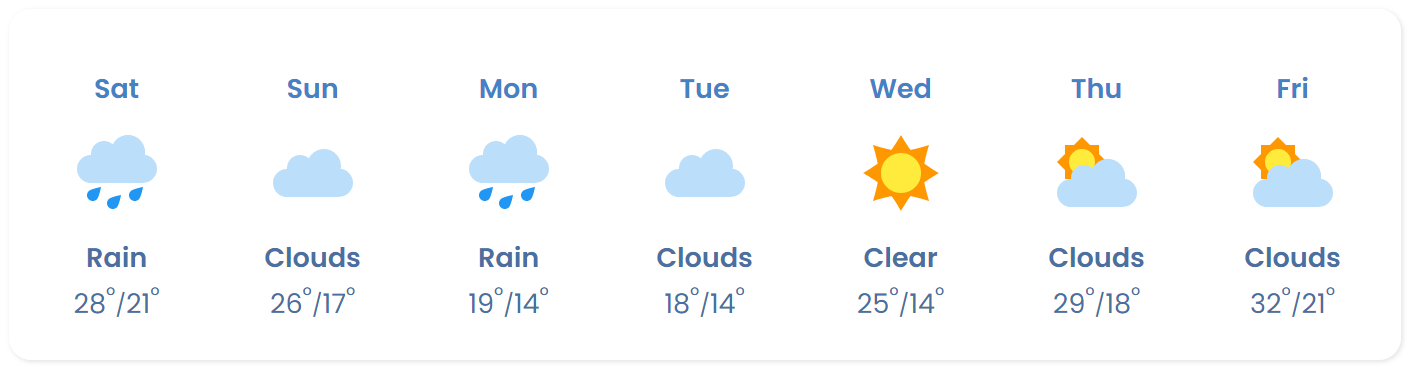 Sat Sun Mon Tue Wed Thu Fri
Rain Clouds Rain Clouds Clear Clouds Clouds
28°/21° 26°/17° 19°/14° 18°/14° 25°/14° 29°/18° 32°/21°